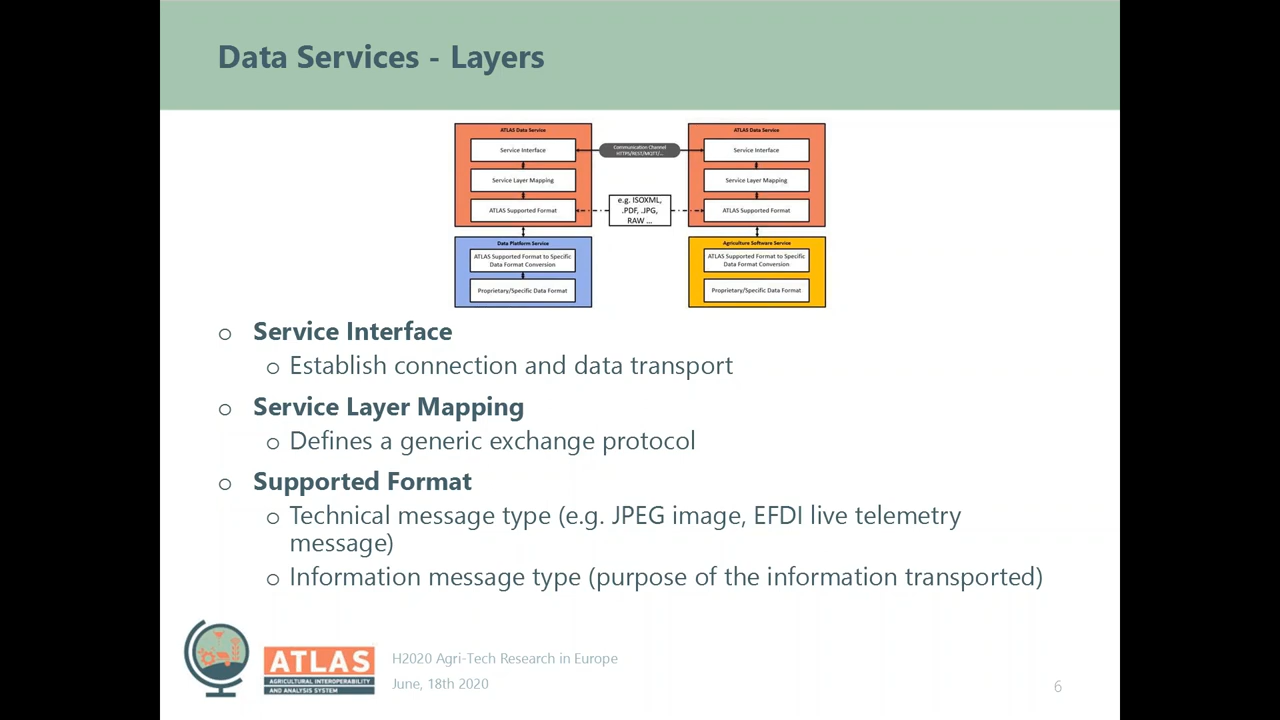 Data Services - Layers
ATLAS Data Service
Service Interface
Service Layer Mapping
ATLAS Supported Format
Communication Channel
HTTPS/REST/MQTT/...
e.g. ISOXML,
.PDF, .JPG,
RAW ...
ATLAS Data Service
Service Interface
Service Layer Mapping
ATLAS Supported Format
Data Platform Service
ATLAS Supported Format to Specific
Data Format Conversion
Proprietary/Specific Data Format
Agriculture Software Service
ATLAS Supported Format to Specific
Data Format Conversion
Proprietary/Specific Data Format
o Service Interface
o Establish connection and data transport
o Service Layer Mapping
o Defines a generic exchange protocol
o Supported Format
o Technical message type (e.g. JPEG image, EFDI live telemetry
message)
o Information message type (purpose of the information transported)
ATLAS
AGRICULTURAL INTEROPERABILITY
AND ANALYSIS SYSTEM
H2020 Agri-Tech Research in Europe
June, 18th 2020
6